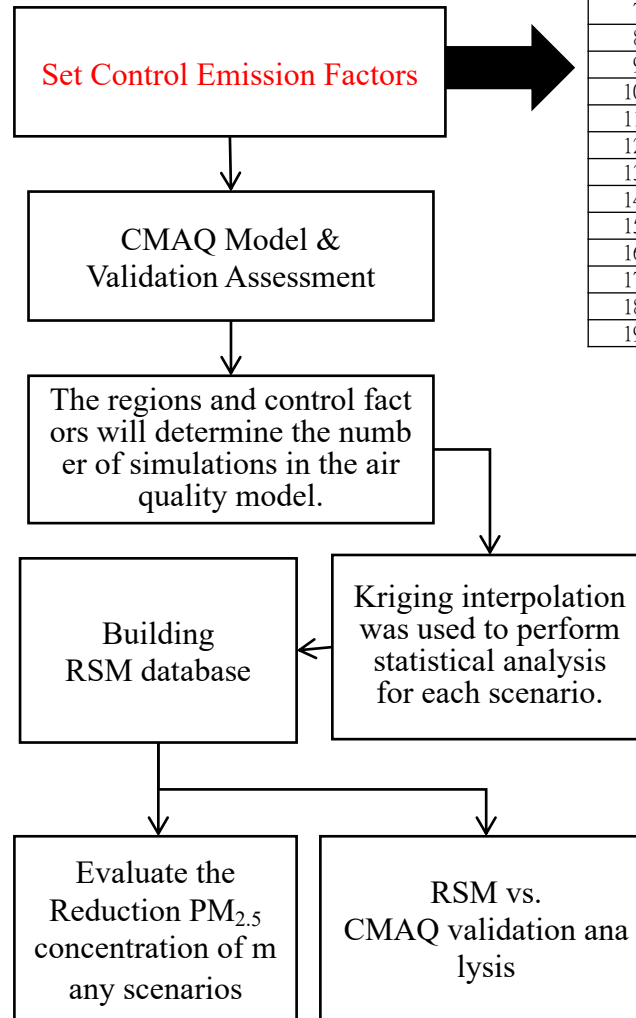 Set Control Emission Factors
CMAQ Model &
Validation Assessment
The regions and control fact
ors will determine the numb
er of simulations in the air
quality model.
Kriging interpolation
was used to perform
statistical analysis
for each scenario.
Building
RSM database
Evaluate the
Reduction PM2.5
concentration of m
any scenarios
RSM vs.
CMAQ validation ana
lysis